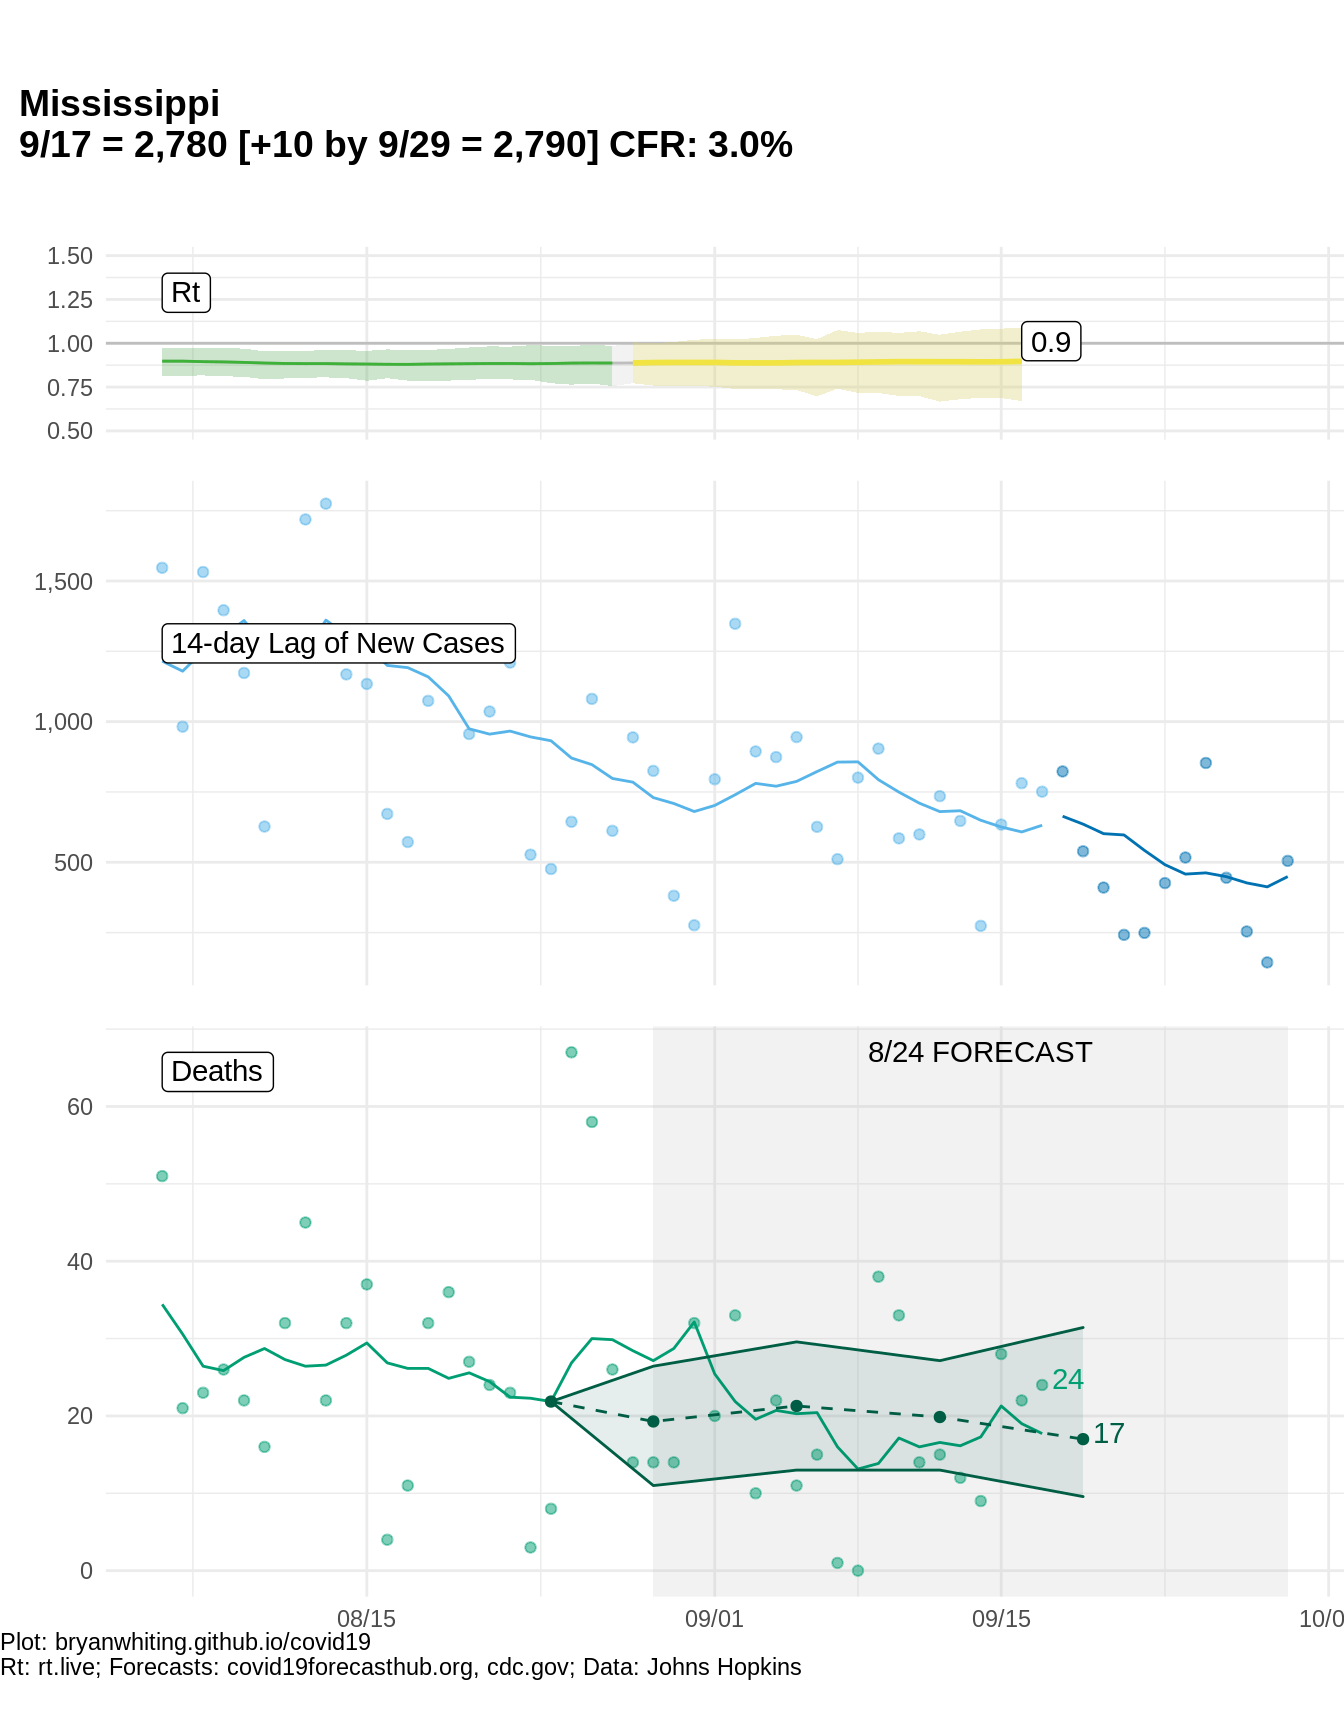 Mississippi
9/17 = 2,780 [+10 by 9/29 = 2,790] CFR: 3.0%
1.50
1.25
1.00
0.75
0.50
Rt
0.9
1,500
1,000
500
14-day Lag of New Cases
60
40
20
0
Deaths
8/24 FORECAST
24
17
08/15
09/01
09/15
10/0
Plot: bryanwhiting.github.io/covid19
Rt: rt.live; Forecasts: covid19forecasthub.org, cdc.gov; Data: Johns Hopkins